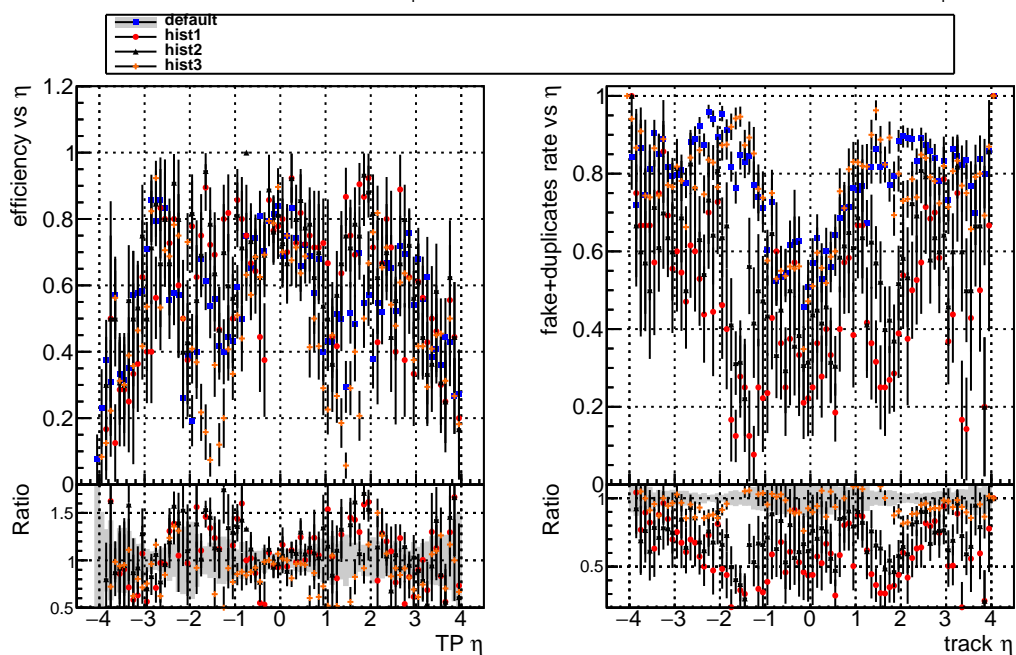 default
hist1
hist2
hist3
efficiency vs η
1.2
1
0.8
0.6
0.4
0.2
0
Ratio
1.5
1
0.5
−4 −3 −2 −1 0 1 2 3 4
TP η
fake+duplicates rate vs η
1
0.8
0.6
0.4
0.2
0
Ratio
1
0.5
−4 −3 −2 −1 0 1 2 3 4
track η